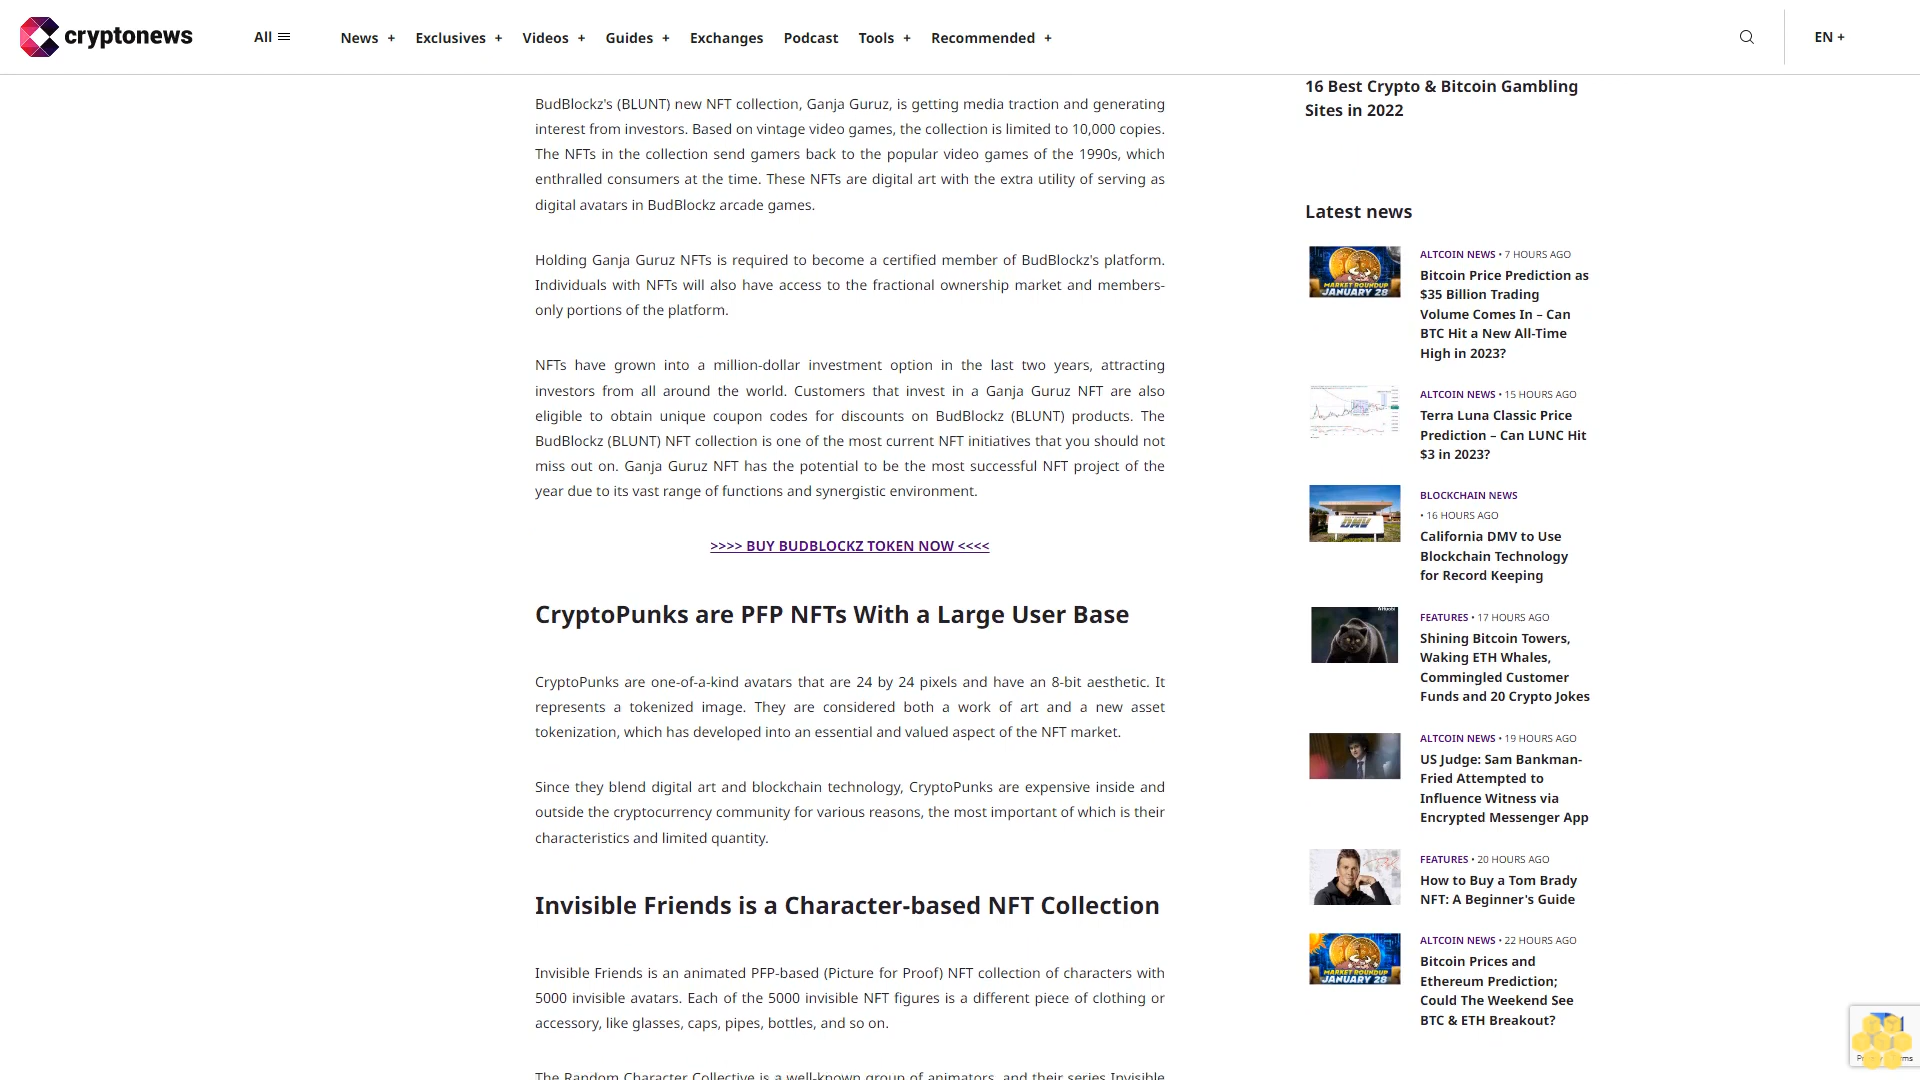 cryptonews
All
News +
Exclusives +
Videos +
Guides +
Exchanges
Podcast
Tools +
Recommended +
EN +
BudBlockz's (BLUNT) new NFT collection, Ganja Guruz, is getting media traction and generating
interest from investors. Based on vintage video games, the collection is limited to 10,000 copies.
The NFTs in the collection send gamers back to the popular video games of the 1990s, which
enthralled consumers at the time. These NFTs are digital art with the extra utility of serving as
digital avatars in BudBlockz arcade games.
Holding Ganja Guruz NFTs is required to become a certified member of BudBlockz's platform.
Individuals with NFTs will also have access to the fractional ownership market and members-
only portions of the platform.
NFTs have grown into a million-dollar investment option in the last two years, attracting
investors from all around the world. Customers that invest in a Ganja Guruz NFT are also
eligible to obtain unique coupon codes for discounts on BudBlockz (BLUNT) products. The
BudBlockz (BLUNT) NFT collection is one of the most current NFT initiatives that you should not
miss out on. Ganja Guruz NFT has the potential to be the most successful NFT project of the
year due to its vast range of functions and synergistic environment.
>>>> BUY BUDBLOCKZ TOKEN NOW <<<<
CryptoPunks are PFP NFTs With a Large User Base
CryptoPunks are one-of-a-kind avatars that are 24 by 24 pixels and have an 8-bit aesthetic. It
represents a tokenized image. They are considered both a work of art and a new asset
tokenization, which has developed into an essential and valued aspect of the NFT market.
Since they blend digital art and blockchain technology, CryptoPunks are expensive inside and
outside the cryptocurrency community for various reasons, the most important of which is their
characteristics and limited quantity.
Invisible Friends is a Character-based NFT Collection
Invisible Friends is an animated PFP-based (Picture for Proof) NFT collection of characters with
5000 invisible avatars. Each of the 5000 invisible NFT figures is a different piece of clothing or
accessory, like glasses, caps, pipes, bottles, and so on.
The Random Character Collective is a well-known group of animators, and their series Invisible
16 Best Crypto & Bitcoin Gambling
Sites in 2022
Latest news
MARKET ROUNDUP
JANUARY 28
ALTCOIN NEWS • 7 HOURS AGO
Bitcoin Price Prediction as
$35 Billion Trading
Volume Comes In – Can
BTC Hit a New All-Time
High in 2023?
ALTCOIN NEWS • 15 HOURS AGO
Terra Luna Classic Price
Prediction – Can LUNC Hit
$3 in 2023?
DMV
BLOCKCHAIN NEWS
• 16 HOURS AGO
California DMV to Use
Blockchain Technology
for Record Keeping
FEATURES • 17 HOURS AGO
Shining Bitcoin Towers,
Waking ETH Whales,
Commingled Customer
Funds and 20 Crypto Jokes
ALTCOIN NEWS • 19 HOURS AGO
US Judge: Sam Bankman-
Fried Attempted to
Influence Witness via
Encrypted Messenger App
FEATURES • 20 HOURS AGO
How to Buy a Tom Brady
NFT: A Beginner's Guide
MARKET ROUNDUP
JANUARY 28
ALTCOIN NEWS • 22 HOURS AGO
Bitcoin Prices and
Ethereum Prediction;
Could The Weekend See
BTC & ETH Breakout?